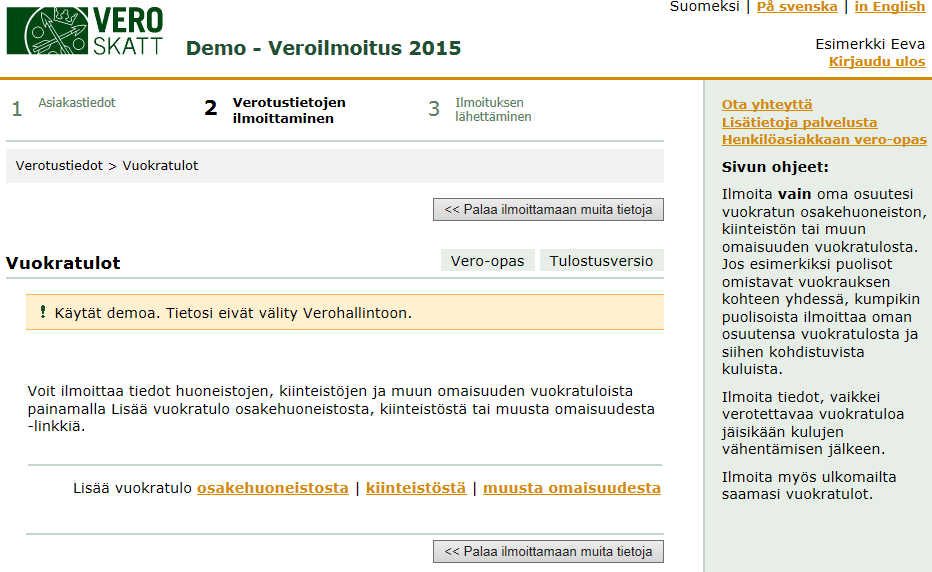 VERO
SKATT
Demo - Veroilmoitus 2015
Suomeksi | På svenska | in English
Esimerkki Eeva
Kirjaudu ulos
1 Asiakastiedot
2 Verotustietojen
ilmoittaminen
3 Ilmoituksen
lähettäminen
Verotustiedot > Vuokratulot
<< Palaa ilmoittamaan muita tietoja
Vuokratulot
Vero-opas
Tulostusversio
! Käytät demoa. Tietosi eivät välity Verohallintoon.
Voit ilmoittaa tiedot huoneistojen, kiinteistöjen ja muun omaisuuden vuokratuloista
painamalla Lisää vuokratulo osakehuoneistosta, kiinteistöstä tai muusta omaisuudesta
-linkkiä.
Lisää vuokratulo osakehuoneistosta | kiinteistöstä | muusta omaisuudesta
<< Palaa ilmoittamaan muita tietoja
Ota yhteyttä
Lisätietoja palvelusta
Henkilöasiakkaan vero-opas
Sivun ohjeet:
Ilmoita vain oma osuutesi
vuokratun osakehuoneiston,
kiinteistön tai muun
omaisuuden vuokratulosta.
Jos esimerkiksi puolisot
omistavat vuokrauksen
kohteen yhdessä, kumpikin
puolisoista ilmoittaa oman
osuutensa vuokratulosta ja
siihen kohdistuvista
kuluista.
Ilmoita tiedot, vaikkei
verotettavaa vuokratuloa
jäisikään kulujen
vähentämisen jälkeen.
Ilmoita myös ulkomailta
saamasi vuokratulot.